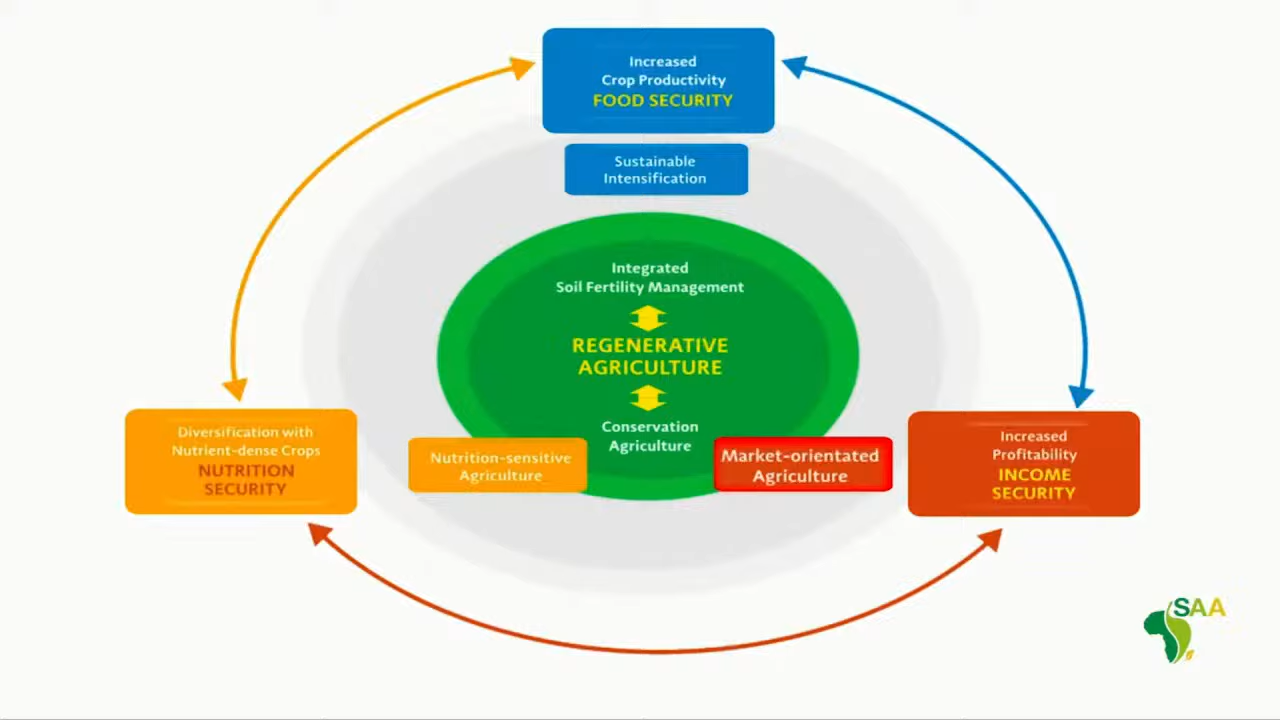 Increased
Crop Productivity
FOOD SECURITY
Sustainable
Intensification
Integrated
Soil Fertility Management
REGENERATIVE
AGRICULTURE
Conservation
Agriculture
Diversification with
Nutrient-dense Crops
NUTRITION
SECURITY
Nutrition-sensitive
Agriculture
Market-orientated
Agriculture
Increased
Profitability
INCOME
SECURITY
SAA